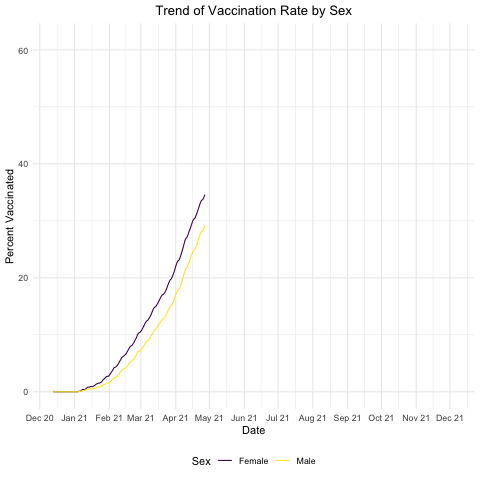 Trend of Vaccination Rate by Sex
Percent Vaccinated
60
40
20
0
Dec 20 Jan 21 Feb 21 Mar 21 Apr 21 May 21 Jun 21 Jul 21 Aug 21 Sep 21 Oct 21 Nov 21 Dec 21
Date
Sex Female Male